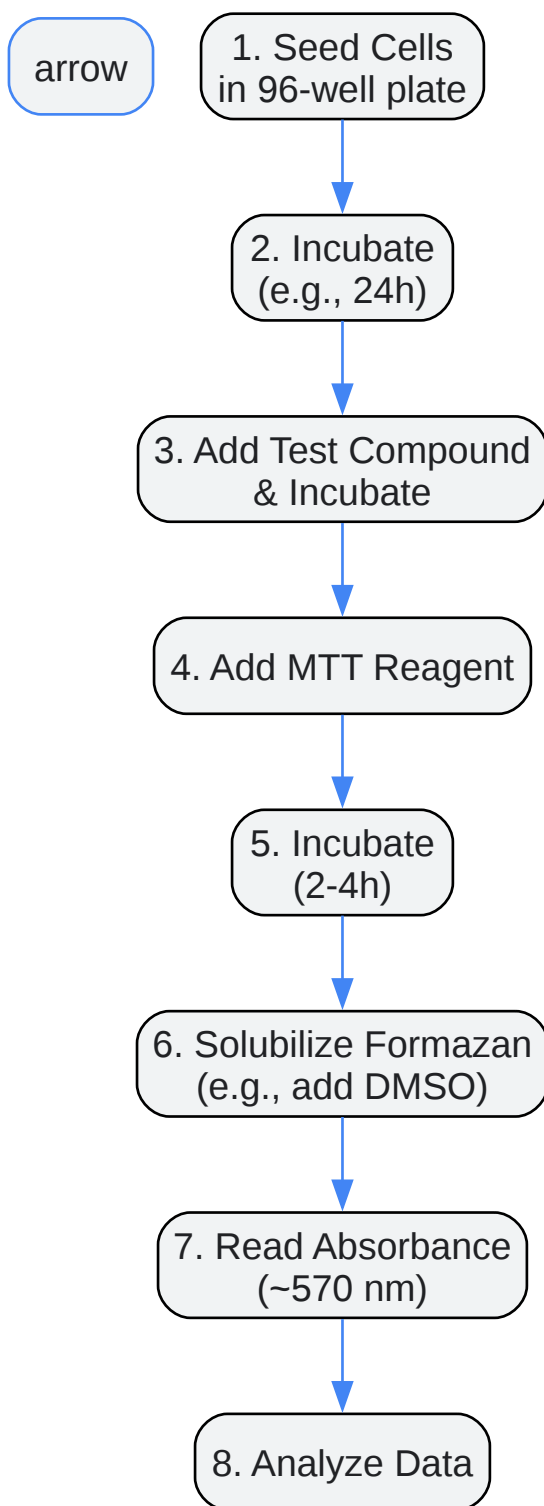 arrow
1. Seed Cells
in 96-well plate
2. Incubate
(e.g., 24h)
3. Add Test Compound
& Incubate
4. Add MTT Reagent
5. Incubate
(2-4h)
6. Solubilize Formazan
(e.g., add DMSO)
7. Read Absorbance
(~570 nm)
8. Analyze Data